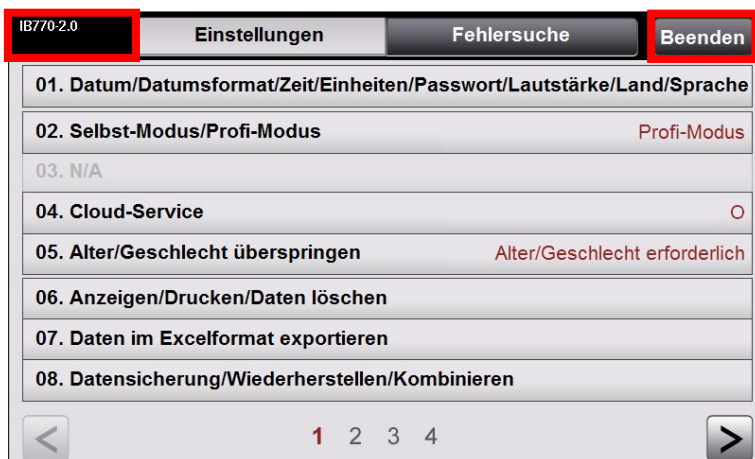 IB770-2.0
Einstellungen
Fehlersuche
Beenden
01. Datum/Datumsformat/Zeit/Einheiten/Passwort/Lautstärke/Land/Sprache
02. Selbst-Modus/Profi-Modus Profi-Modus
03. N/A
04. Cloud-Service O
05. Alter/Geschlecht überspringen Alter/Geschlecht erforderlich
06. Anzeigen/Drucken/Daten löschen
07. Daten im Excelformat exportieren
08. Datensicherung/Wiederherstellen/Kombinieren
< 1 2 3 4 >